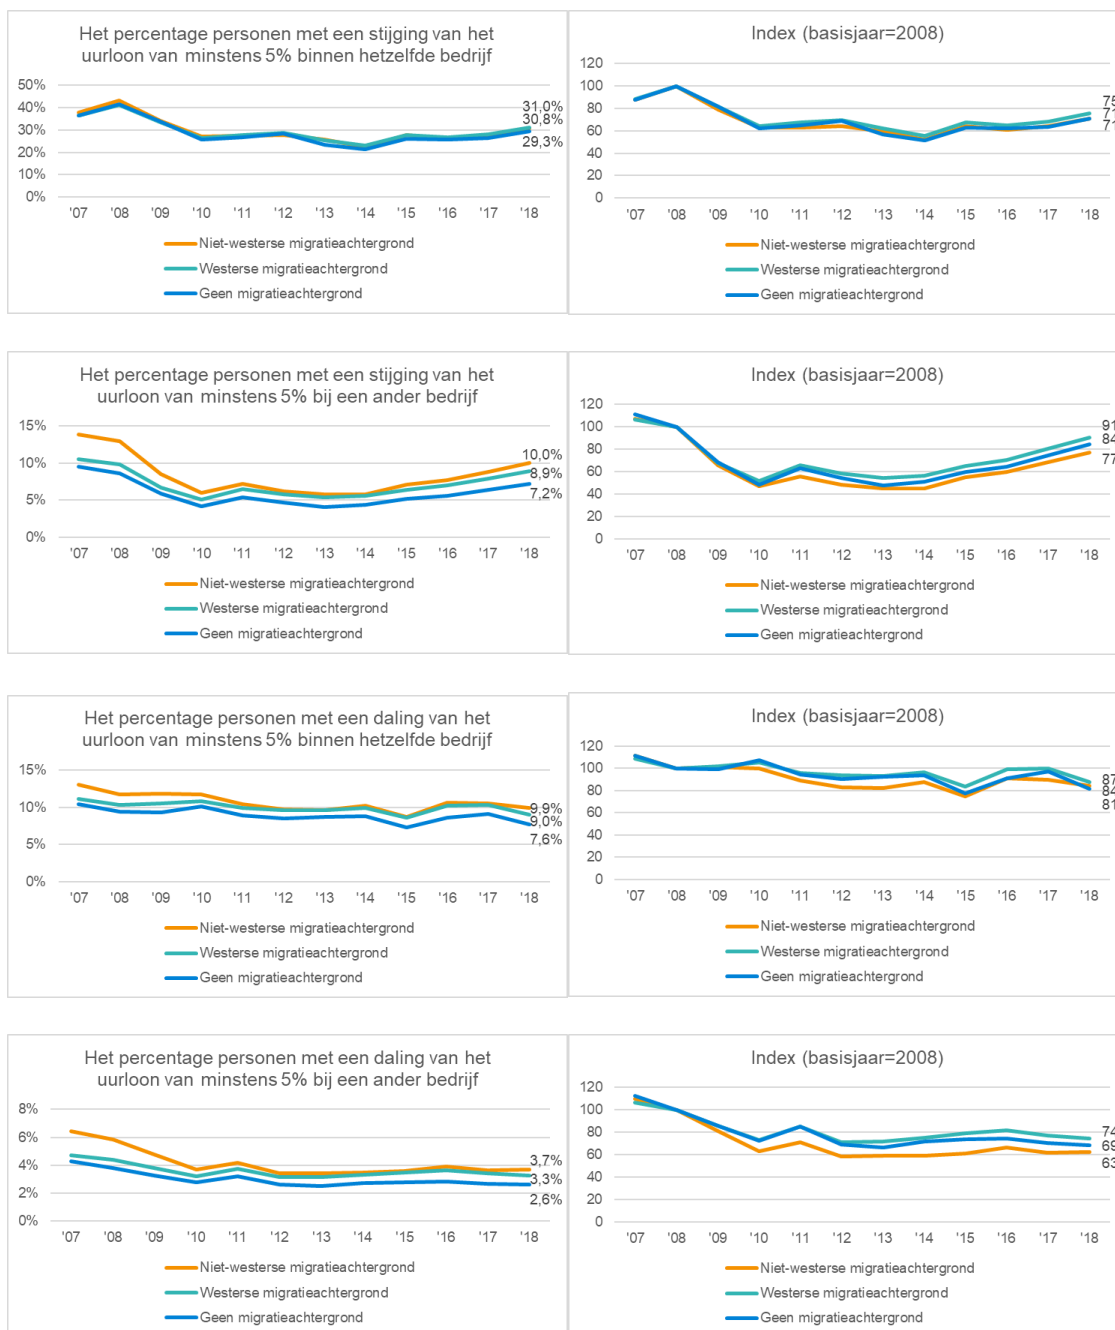 Het percentage personen met een stijging van het
uurloon van minstens 5% binnen hetzelfde bedrijf
50%
40%
30%
20%
10%
0%
31,0%
30,8%
29,3%
'07 '08 '09 '10 '11 '12 '13 '14 '15 '16 '17 '18
Niet-westerse migratieachtergrond
Westerse migratieachtergrond
Geen migratieachtergrond
Index (basisjaar=2008)
120
100
80
60
40
20
0
75
71
71
'07 '08 '09 '10 '11 '12 '13 '14 '15 '16 '17 '18
Niet-westerse migratieachtergrond
Westerse migratieachtergrond
Geen migratieachtergrond
Het percentage personen met een stijging van het
uurloon van minstens 5% bij een ander bedrijf
15%
10%
5%
0%
10,0%
8,9%
7,2%
'07 '08 '09 '10 '11 '12 '13 '14 '15 '16 '17 '18
Niet-westerse migratieachtergrond
Westerse migratieachtergrond
Geen migratieachtergrond
Index (basisjaar=2008)
120
100
80
60
40
20
0
91
84
77
'07 '08 '09 '10 '11 '12 '13 '14 '15 '16 '17 '18
Niet-westerse migratieachtergrond
Westerse migratieachtergrond
Geen migratieachtergrond
Het percentage personen met een daling van het
uurloon van minstens 5% binnen hetzelfde bedrijf
15%
10%
5%
0%
9,9%
9,0%
7,6%
'07 '08 '09 '10 '11 '12 '13 '14 '15 '16 '17 '18
Niet-westerse migratieachtergrond
Westerse migratieachtergrond
Geen migratieachtergrond
Index (basisjaar=2008)
120
100
80
60
40
20
0
87
84
81
'07 '08 '09 '10 '11 '12 '13 '14 '15 '16 '17 '18
Niet-westerse migratieachtergrond
Westerse migratieachtergrond
Geen migratieachtergrond
Het percentage personen met een daling van het
uurloon van minstens 5% bij een ander bedrijf
8%
6%
4%
2%
0%
3,7%
3,3%
2,6%
'07 '08 '09 '10 '11 '12 '13 '14 '15 '16 '17 '18
Niet-westerse migratieachtergrond
Westerse migratieachtergrond
Geen migratieachtergrond
Index (basisjaar=2008)
120
100
80
60
40
20
0
74
69
63
'07 '08 '09 '10 '11 '12 '13 '14 '15 '16 '17 '18
Niet-westerse migratieachtergrond
Westerse migratieachtergrond
Geen migratieachtergrond